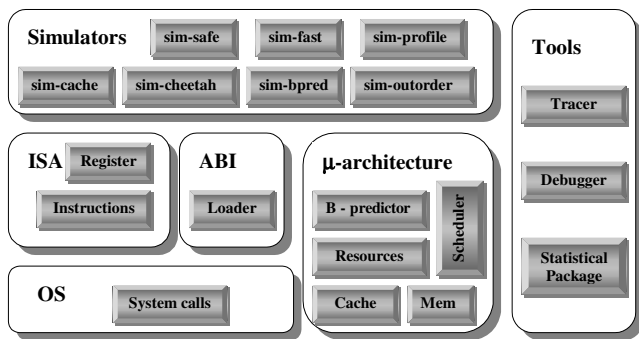 Simulators
sim-safe
sim-fast
sim-profile
sim-cache
sim-cheetah
sim-bpred
sim-outorder
ISA
Register
Instructions
ABI
Loader
μ-architecture
B - predictor
Resources
Scheduler
Cache
Mem
OS
System calls
Tools
Tracer
Debugger
Statistical
Package